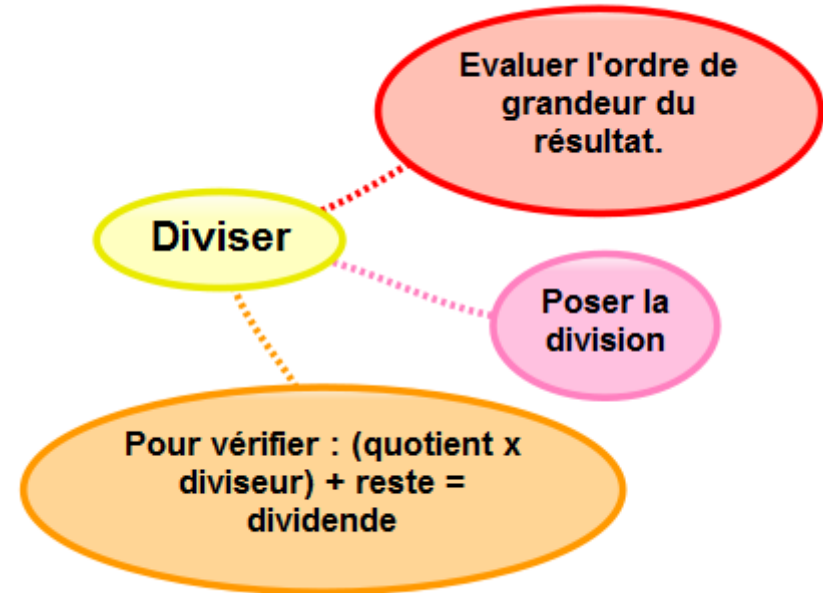 Evaluer l'ordre de
grandeur du
résultat.
Diviser
Poser la
division
Pour vérifier : (quotient x
diviseur) + reste =
dividende